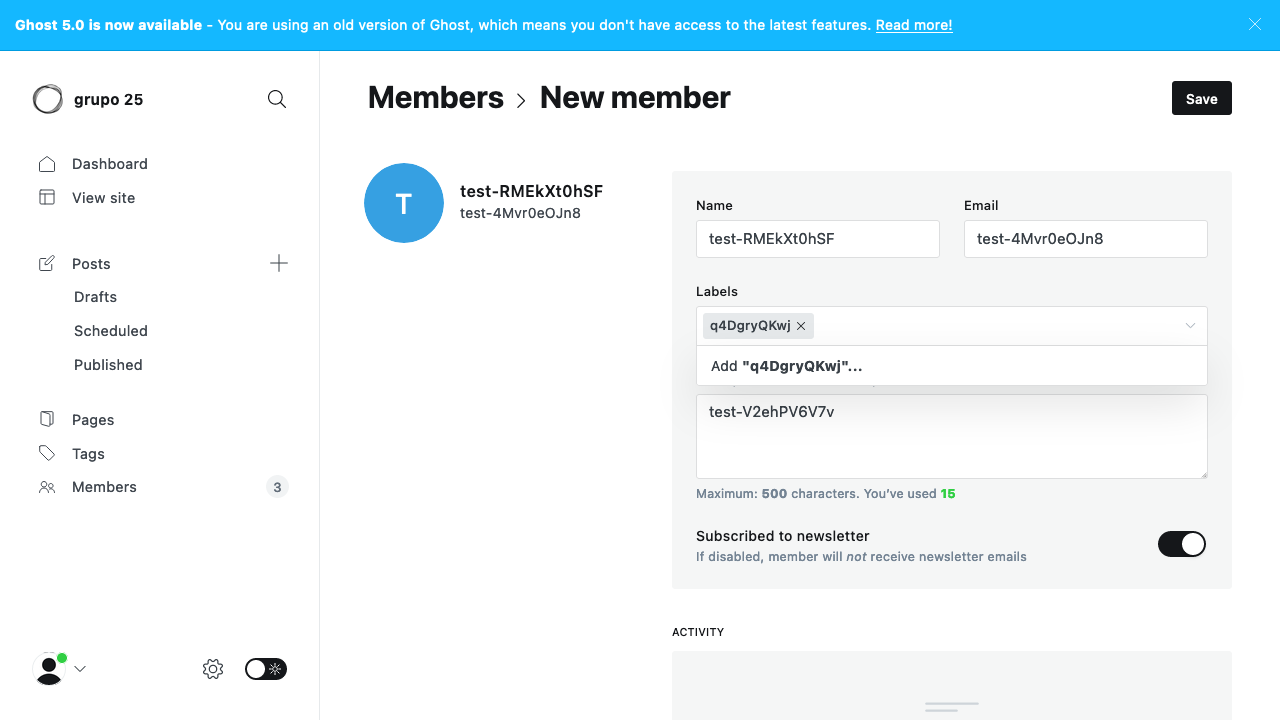 Ghost 5.0 is now available - You are using an old version of Ghost, which means you don't have access to the latest features. Read more!
grupo 25
Members > New member
Save
Dashboard
View site
Posts
Drafts
Scheduled
Published
Pages
Tags
Members
3
T
test-RMEkXt0hSF
test-4Mvr0eOJn8
Name
Email
test-RMEkXt0hSF
test-4Mvr0eOJn8
Labels
q4DgryQKwj
Add "q4DgryQKwj"...
test-V2ehPV6V7v
Maximum: 500 characters. You've used 15
Subscribed to newsletter
If disabled, member will not receive newsletter emails
ACTIVITY